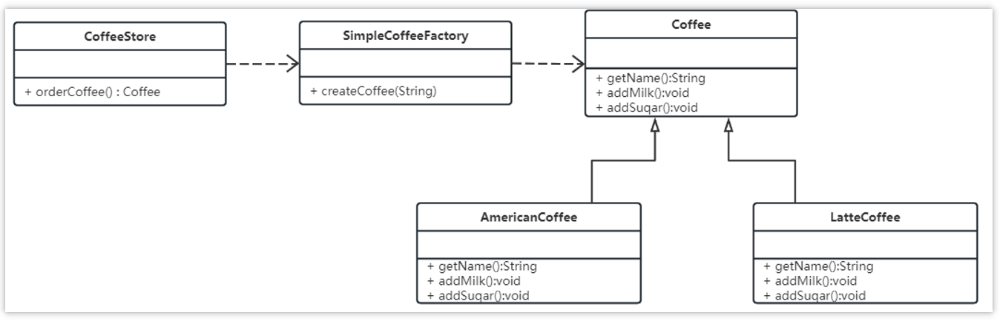 CoffeeStore
+ orderCoffee() : Coffee
SimpleCoffeeFactory
+ createCoffee(String)
Coffee
+ getName():String
+ addMilk():void
+ addSuqar():void
AmericanCoffee
+ getName():String
+ addMilk():void
+ addSuqar():void
LatteCoffee
+ getName():String
+ addMilk():void
+ addSuqar():void